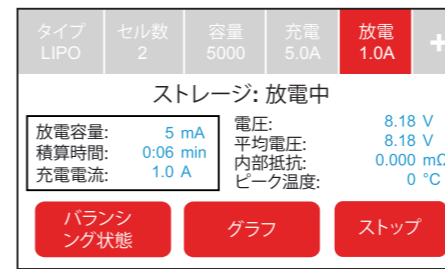 タイプ セル数 容量 充電 放電
LIPO 2 5000 5.0A 1.0A +
ストレージ: 放電中
放電容量: 5 mA 電圧: 8.18 V
積算時間: 0:06 min 平均電圧: 8.18 V
充電電流: 1.0 A 内部抵抗: 0.000 mΩ
ピーク温度: 0 °C
バランシ
ング状態 グラフ ストップ